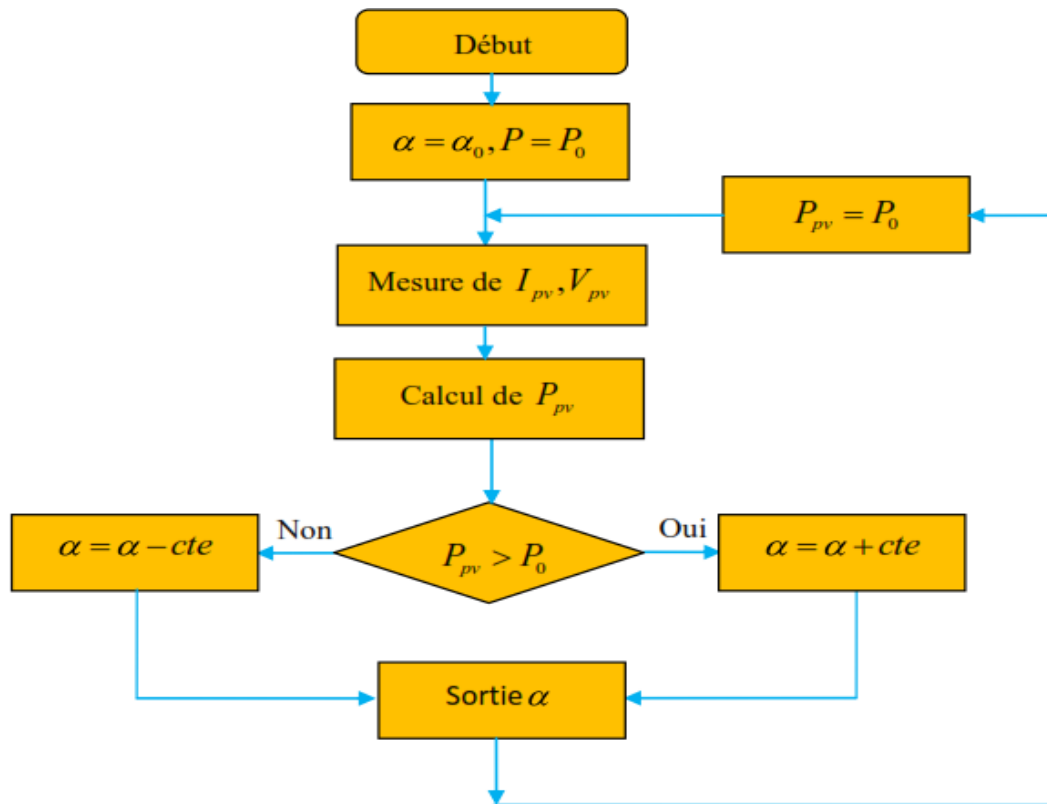 Début
α = α₀, P = P₀
P_pv = P₀
Mesure de I_pv, V_pv
Calcul de P_pv
Non
Oui
α = α − cte
P_pv > P₀
α = α + cte
Sortie α